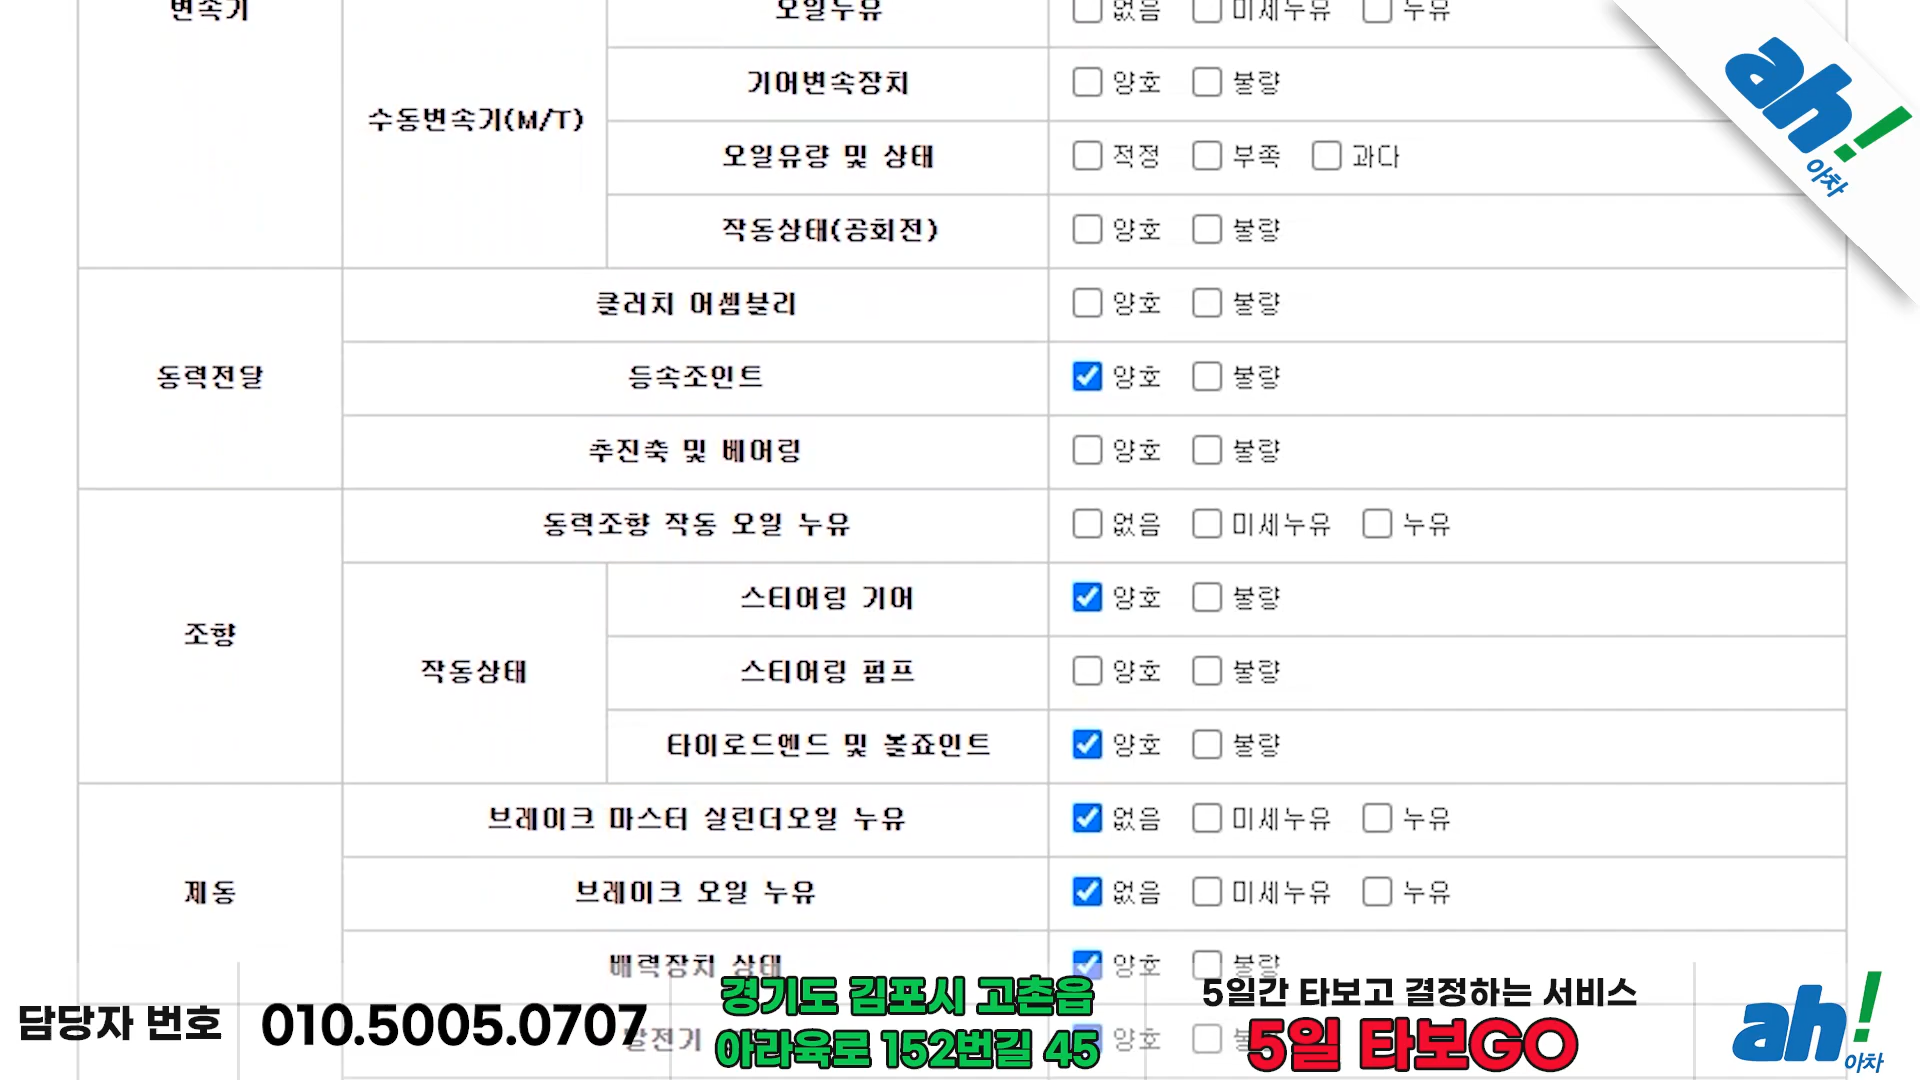 변속기
오일누유 없음 미세누유 누유
수동변속기(M/T)
기어변속장치 양호 불량
오일유량 및 상태 적정 부족 과다
작동상태(공회전) 양호 불량
동력전달
클러치 어셈블리 양호 불량
등속조인트 양호 불량
추진축 및 베어링 양호 불량
조향
동력조향 작동 오일 누유 없음 미세누유 누유
작동상태
스티어링 기어 양호 불량
스티어링 펌프 양호 불량
타이로드엔드 및 볼죠인트 양호 불량
제동
브레이크 마스터 실린더오일 누유 없음 미세누유 누유
브레이크 오일 누유 없음 미세누유 누유
배력장치 상태 양호 불량
발전기 양호
담당자 번호 010.5005.0707
경기도 김포시 고촌읍
아라육로 152번길 45
5일간 타보고 결정하는 서비스
5일 타보GO
ah!
아차
ah!
아차